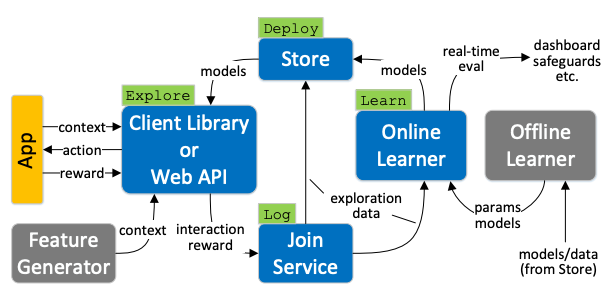 Deploy
Store
models
models
real-time
eval
dashboard
safeguards
etc.
Explore
Client Library
or
Web API
App
context
action
reward
Learn
Online
Learner
Offline
Learner
exploration
data
params
models
Feature
Generator
context
interaction
reward
Log
Join
Service
models/data
(from Store)